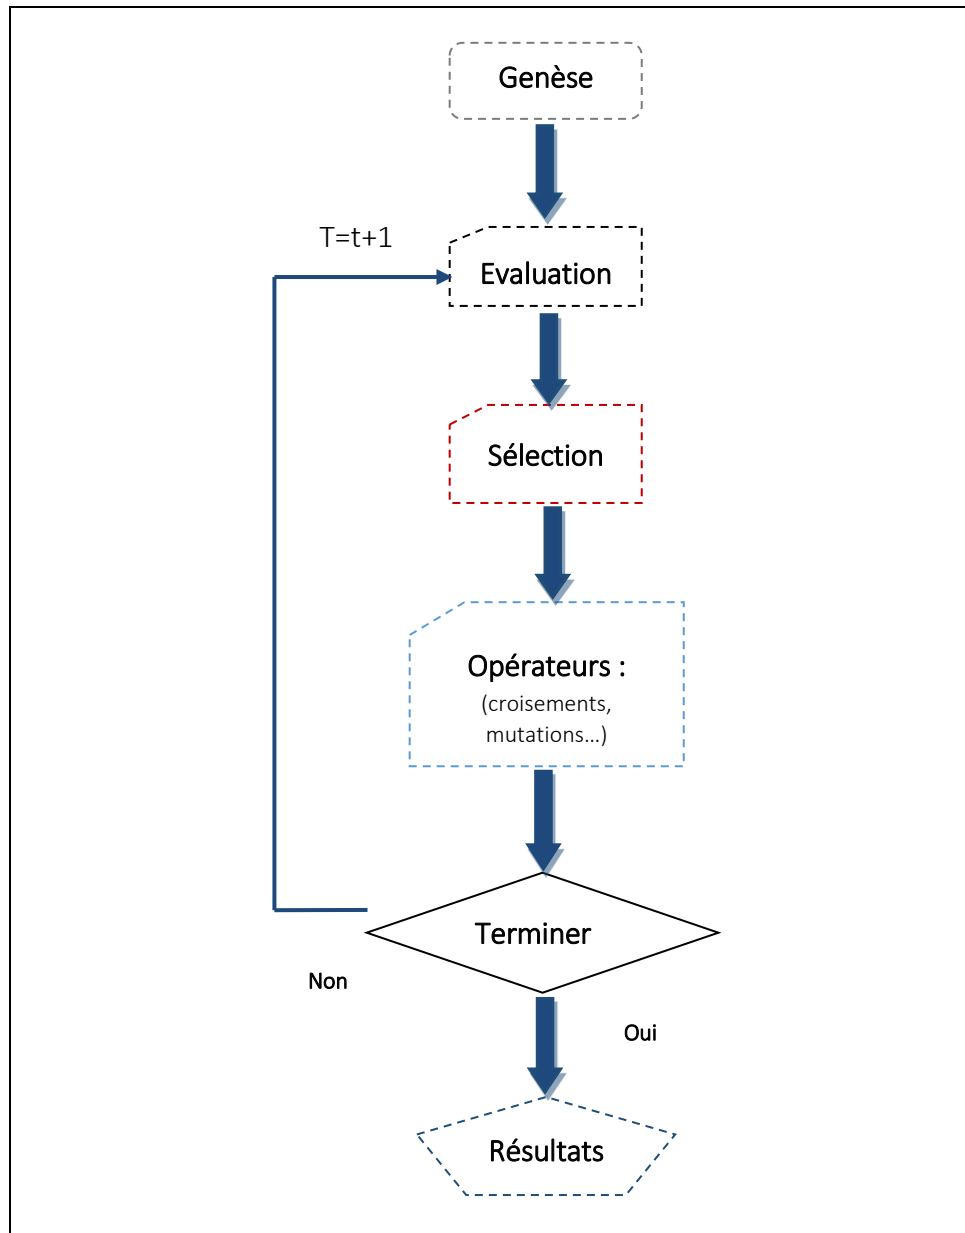 Genèse
T=t+1
Evaluation
Sélection
Opérateurs :
(croisements,
mutations...)
Terminer
Non
Oui
Résultats